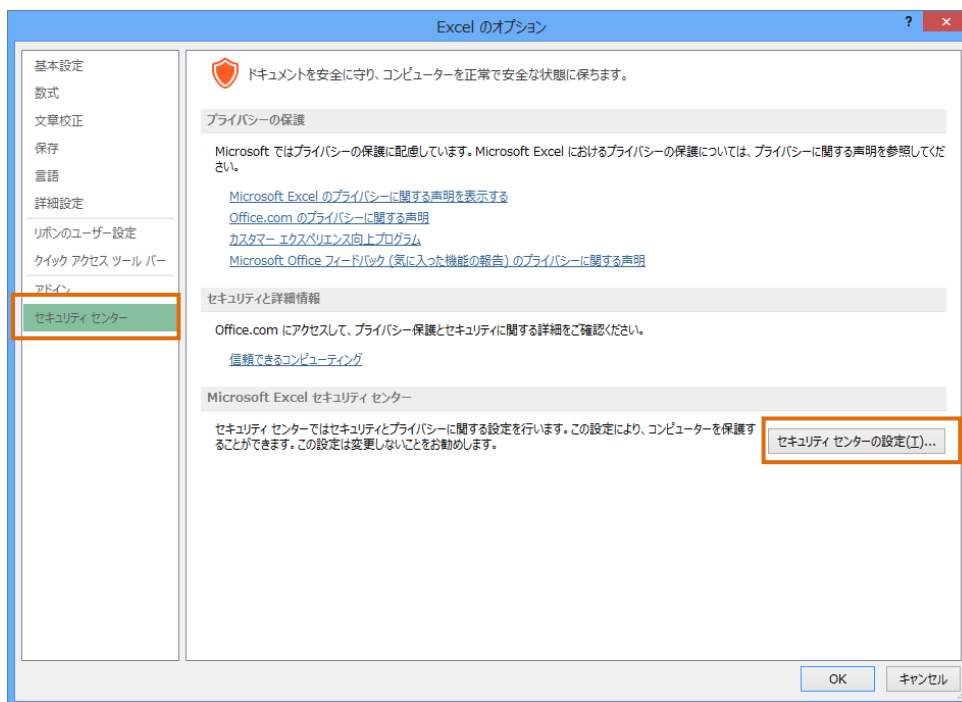 Excel のオプション
?
×
基本設定
数式
文章校正
保存
言語
詳細設定
リボンのユーザー設定
クイック アクセス ツール バー
アドイン
セキュリティ センター
ドキュメントを安全に守り、コンピューターを正常で安全な状態に保ちます。
プライバシーの保護
Microsoft ではプライバシーの保護に配慮しています。Microsoft Excel におけるプライバシーの保護については、プライバシーに関する声明を参照してくだ
さい。
Microsoft Excel のプライバシーに関する声明を表示する
Office.com のプライバシーに関する声明
カスタマー エクスペリエンス向上プログラム
Microsoft Office フィードバック (気に入った機能の報告) のプライバシーに関する声明
セキュリティと詳細情報
Office.com にアクセスして、プライバシー保護とセキュリティに関する詳細をご確認ください。
信頼できるコンピューティング
Microsoft Excel セキュリティ センター
セキュリティ センターではセキュリティとプライバシーに関する設定を行います。この設定により、コンピューターを保護す
ることができます。この設定は変更しないことをお勧めします。
セキュリティ センターの設定(T)...
OK
キャンセル